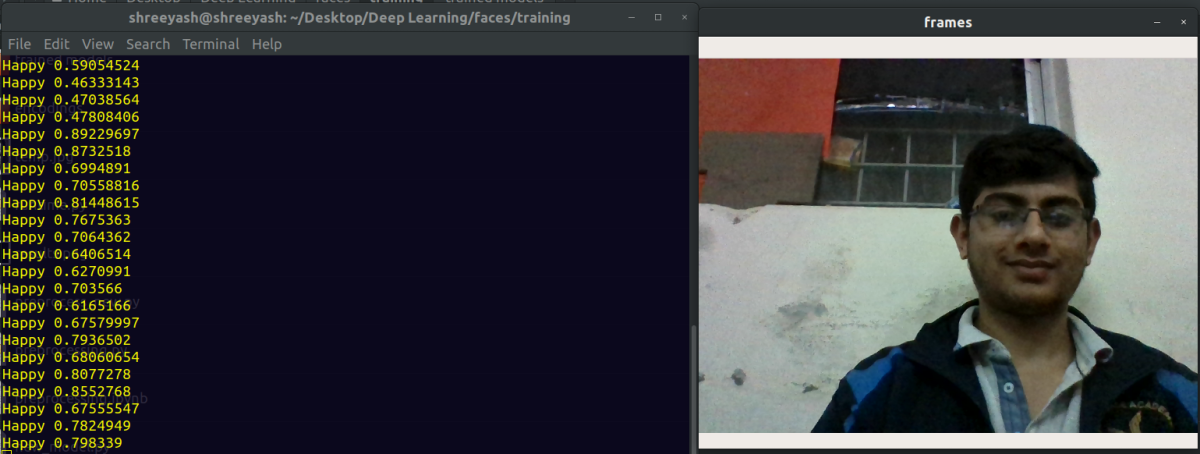 shreeyash@shreeyash: ~/Desktop/Deep Learning/faces/training
File Edit View Search Terminal Help
Happy 0.59054524
Happy 0.46333143
Happy 0.47038564
Happy 0.47808406
Happy 0.89229697
Happy 0.8732518
Happy 0.6994891
Happy 0.70558816
Happy 0.81448615
Happy 0.7675363
Happy 0.7064362
Happy 0.6406514
Happy 0.6270991
Happy 0.703566
Happy 0.6165166
Happy 0.67579997
Happy 0.7936502
Happy 0.68060654
Happy 0.8077278
Happy 0.8552768
Happy 0.67555547
Happy 0.7824949
Happy 0.798339
frames
ACADEM